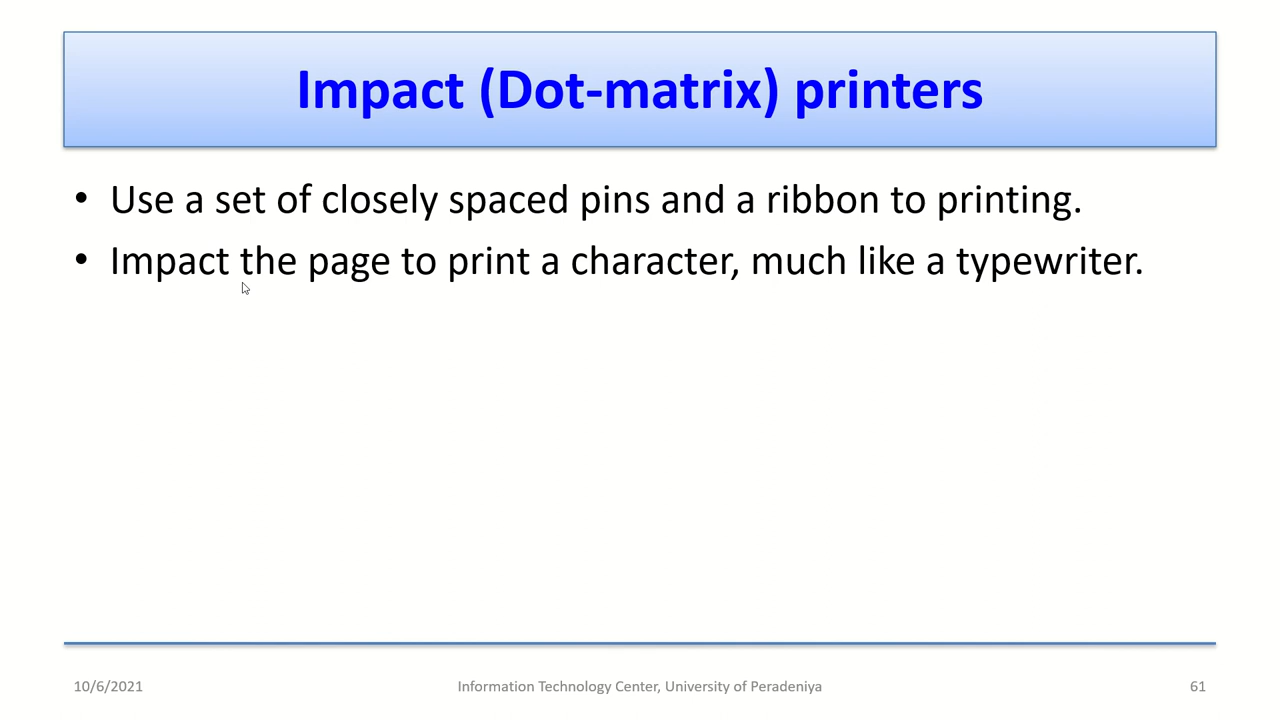 Impact (Dot-matrix) printers
• Use a set of closely spaced pins and a ribbon to printing.
• Impact the page to print a character, much like a typewriter.
10/6/2021
Information Technology Center, University of Peradeniya
61